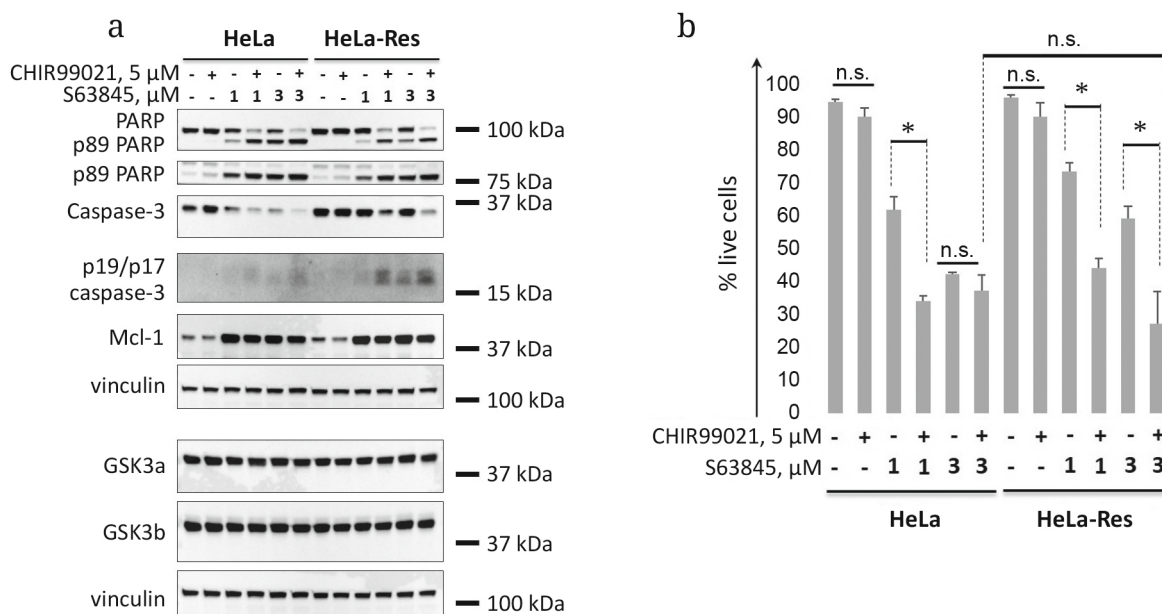 a
HeLa HeLa-Res
CHIR99021, 5 µM - + - + - + - + - + - +
S63845, µM - - 1 1 3 3 - - 1 1 3 3
PARP
p89 PARP
100 kDa
p89 PARP
75 kDa
Caspase-3
37 kDa
p19/p17
caspase-3
15 kDa
Mcl-1
37 kDa
vinculin
100 kDa
GSK3a
37 kDa
GSK3b
37 kDa
vinculin
100 kDa
b
n.s.
n.s. * n.s. n.s. * *
% live cells
100
90
80
70
60
50
40
30
20
10
0
CHIR99021, 5 µM - + - + - + - + - + - +
S63845, µM - - 1 1 3 3 - - 1 1 3 3
HeLa HeLa-Res